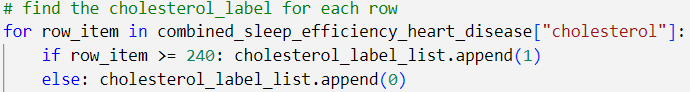 # find the cholesterol_label for each row
for row_item in combined_sleep_efficiency_heart_disease["cholesterol"]:
    if row_item >= 240: cholesterol_label_list.append(1)
    else: cholesterol_label_list.append(0)